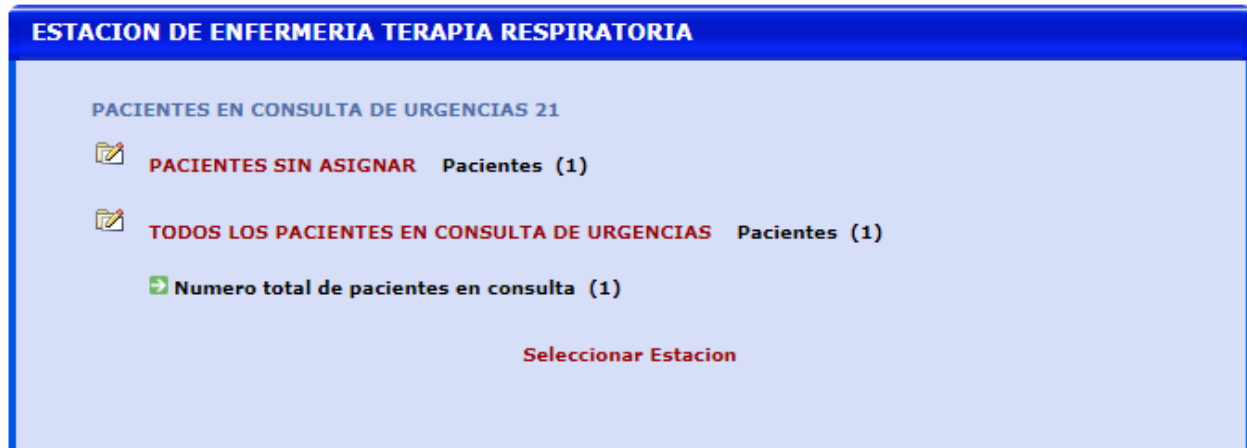 ESTACION DE ENFERMERIA TERAPIA RESPIRATORIA
PACIENTES EN CONSULTA DE URGENCIAS 21
PACIENTES SIN ASIGNAR Pacientes (1)
TODOS LOS PACIENTES EN CONSULTA DE URGENCIAS Pacientes (1)
Numero total de pacientes en consulta (1)
Seleccionar Estacion